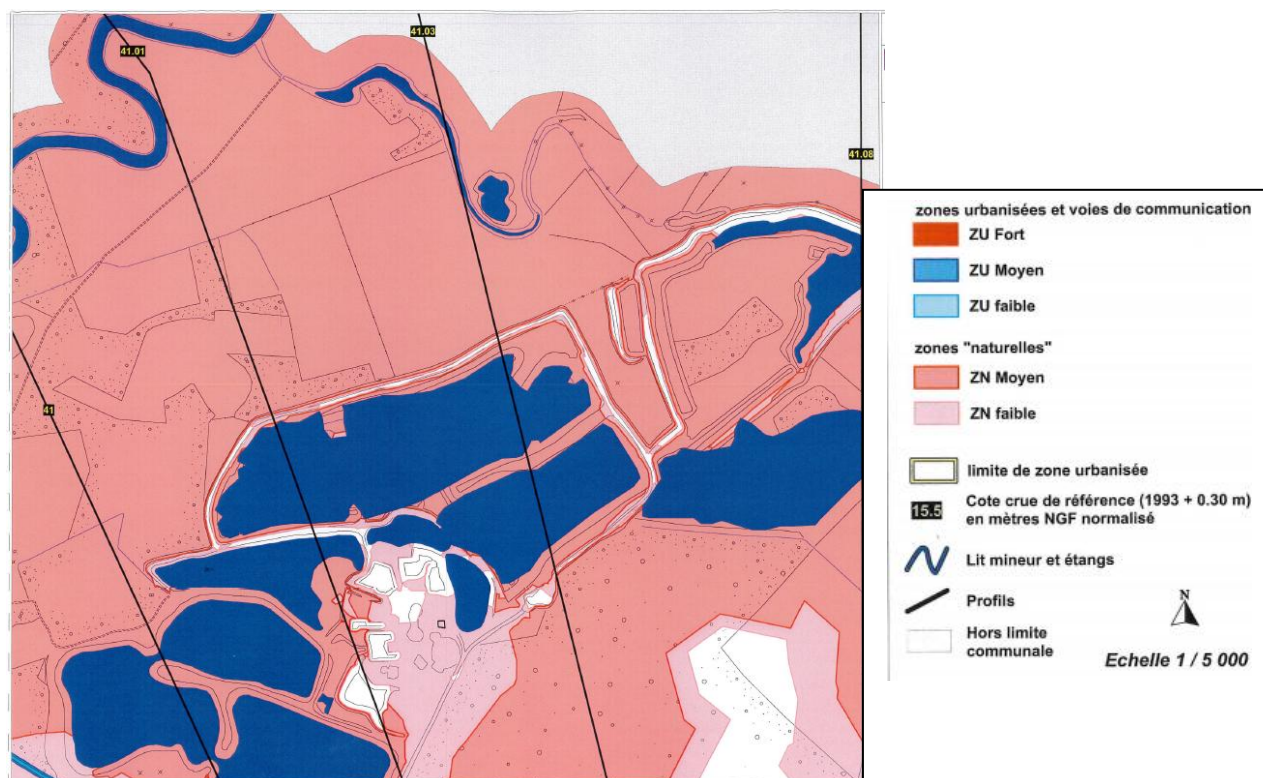 41.01
41.03
41.08
41
zones urbanisées et voies de communication
ZU Fort
ZU Moyen
ZU faible
zones "naturelles"
ZN Moyen
ZN faible
limite de zone urbanisée
15.5
Cote crue de référence (1993 + 0.30 m)
en mètres NGF normalisé
Lit mineur et étangs
Profils
N
Hors limite
communale
Echelle 1 / 5 000